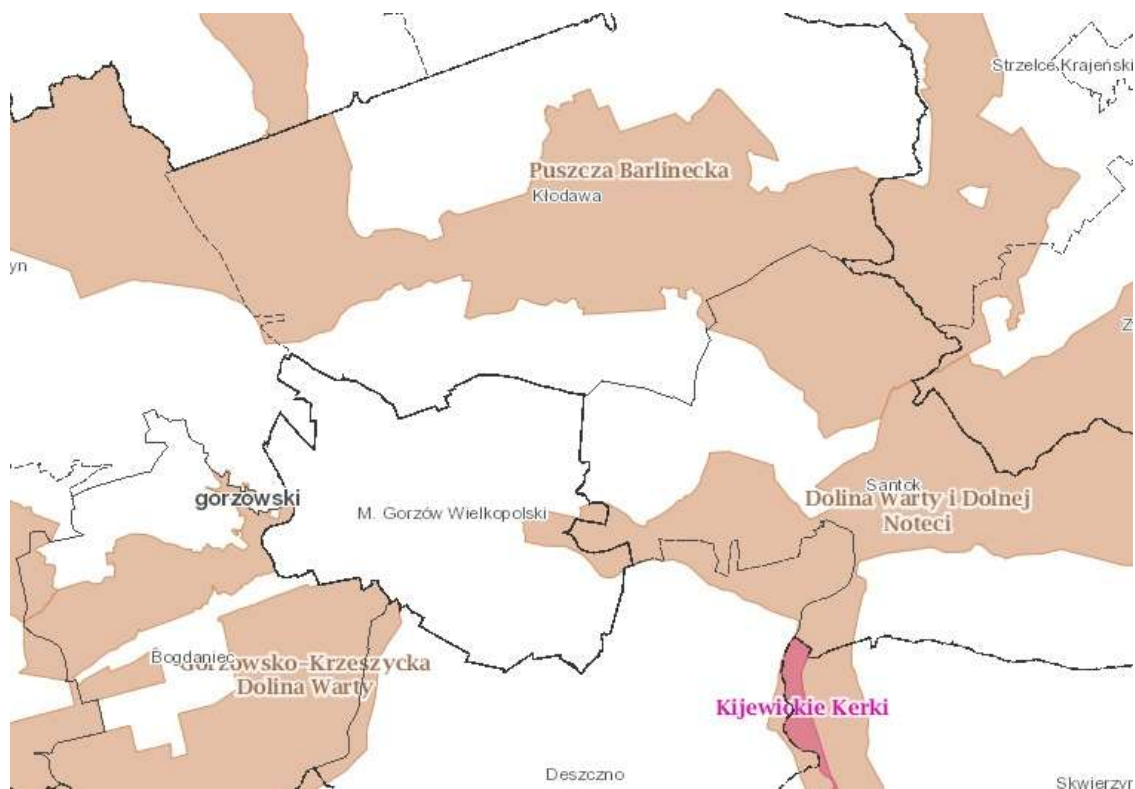 Strzelce Krajeński
Puszcza Barlinecka
Kłodawa
yn
Z
gorzowski
M. Gorzów Wielkopolski
Santok
Dolina Warty i Dolnej
Noteci
Bogdaniec
Gorzowsko-Krzeszycka
Dolina Warty
Kijewickie Kerki
Deszczno
Skwierzyn